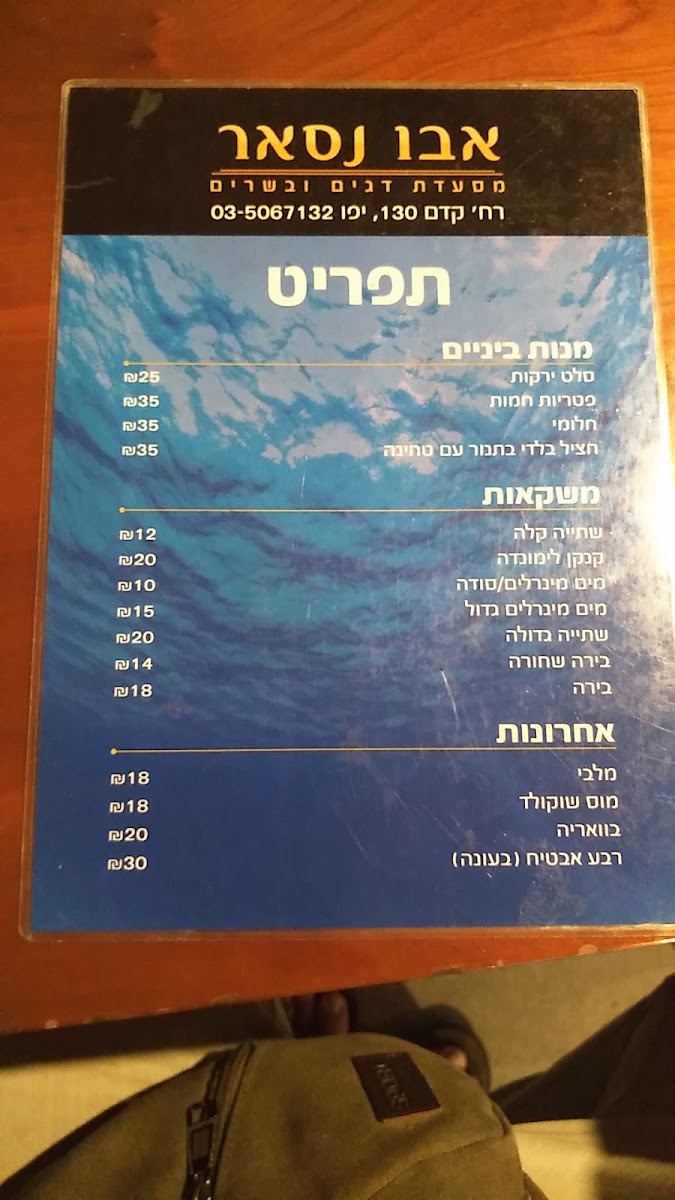 אבו נסאר
מסעדת דגים ובשרים
רח׳ קדם 130, יפו 03-5067132
תפריט
מנות ביניים
סלט ירקות ₪25
פטריות חמות ₪35
חלומי ₪35
חציל בלדי בתנור עם טחינה ₪35
משקאות
שתייה קלה ₪12
קנקן לימונדה ₪20
מים מינרלים/סודה ₪10
מים מינרלים גדול ₪15
שתייה גדולה ₪20
בירה שחורה ₪14
בירה ₪18
אחרונות
מלבי ₪18
מוס שוקולד ₪18
בוואריה ₪20
רבע אבטיח (בעונה) ₪30